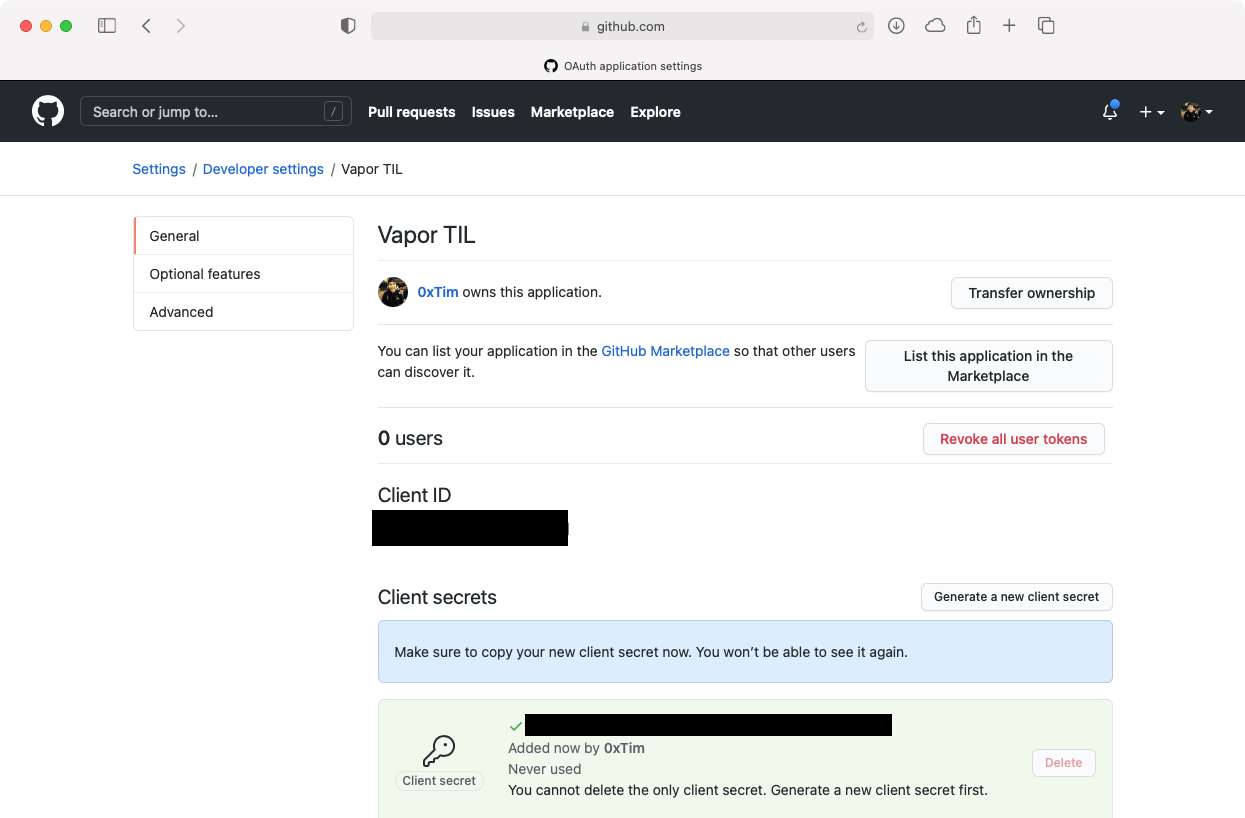 github.com
OAuth application settings
Search or jump to... /
Pull requests
Issues
Marketplace
Explore
Settings / Developer settings / Vapor TIL
General
Optional features
Advanced
Vapor TIL
0xTim owns this application.
Transfer ownership
You can list your application in the GitHub Marketplace so that other users
can discover it.
List this application in the
Marketplace
0 users
Revoke all user tokens
Client ID
Client secrets
Generate a new client secret
Make sure to copy your new client secret now. You won’t be able to see it again.
Client secret
Added now by 0xTim
Never used
You cannot delete the only client secret. Generate a new client secret first.
Delete